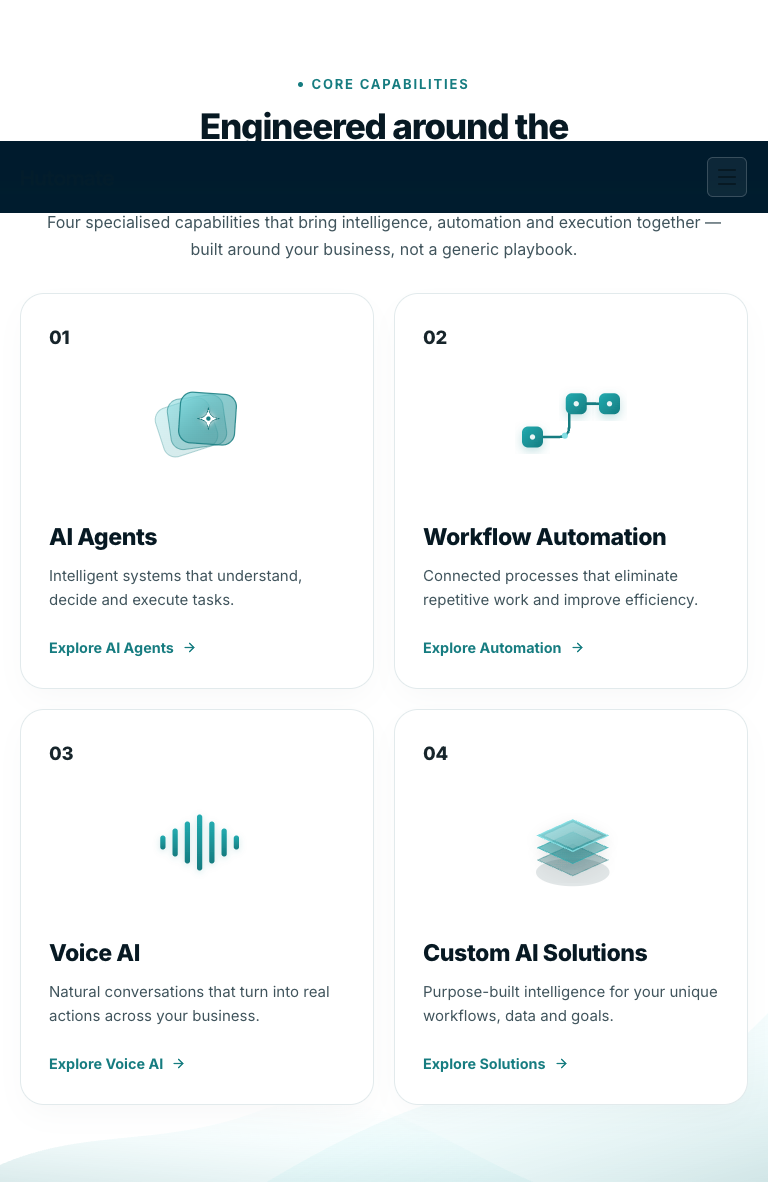 CORE CAPABILITIES
Engineered around the
Four specialised capabilities that bring intelligence, automation and execution together —
built around your business, not a generic playbook.
01
AI Agents
Intelligent systems that understand,
decide and execute tasks.
Explore AI Agents →
02
Workflow Automation
Connected processes that eliminate
repetitive work and improve efficiency.
Explore Automation →
03
Voice AI
Natural conversations that turn into real
actions across your business.
Explore Voice AI →
04
Custom AI Solutions
Purpose-built intelligence for your unique
workflows, data and goals.
Explore Solutions →